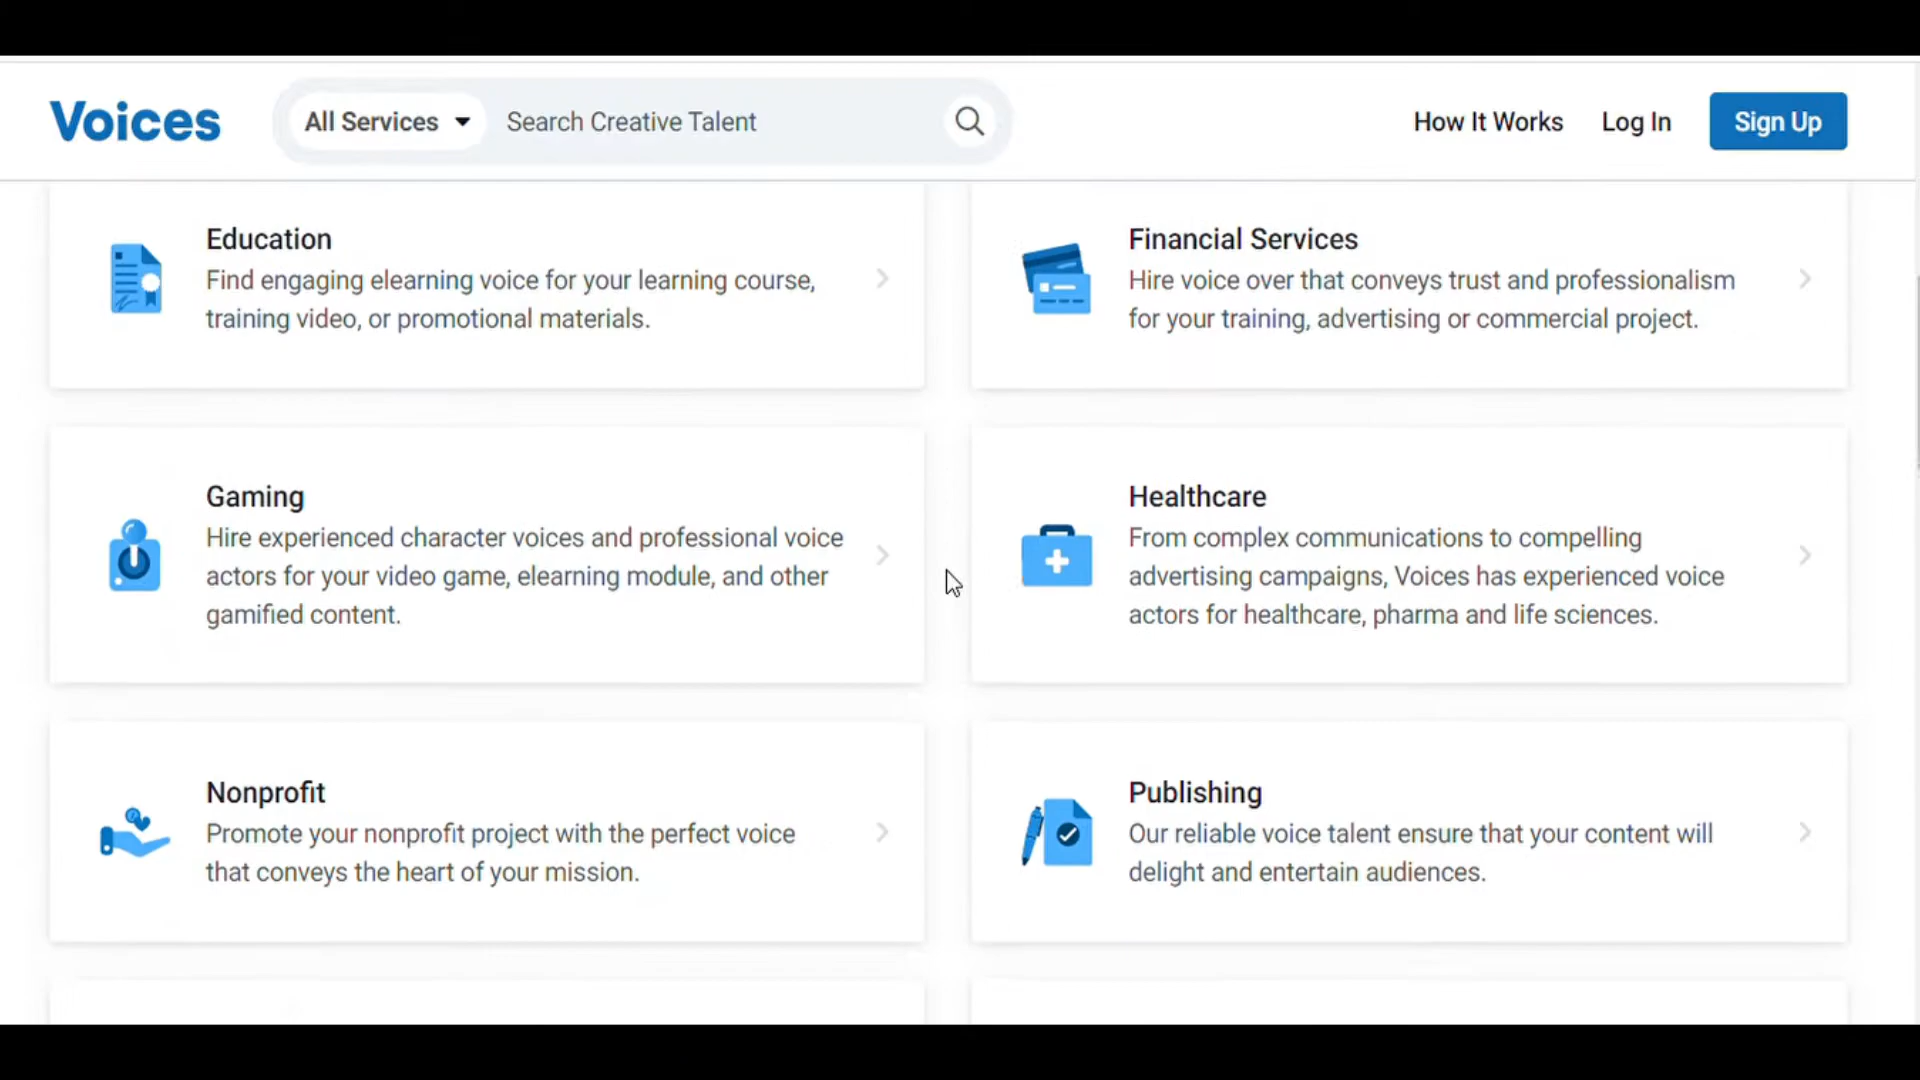 Voices
All Services
Search Creative Talent
How It Works
Log In
Sign Up
Education
Find engaging elearning voice for your learning course,
training video, or promotional materials.
Financial Services
Hire voice over that conveys trust and professionalism
for your training, advertising or commercial project.
Gaming
Hire experienced character voices and professional voice
actors for your video game, elearning module, and other
gamified content.
Healthcare
From complex communications to compelling
advertising campaigns, Voices has experienced voice
actors for healthcare, pharma and life sciences.
Nonprofit
Promote your nonprofit project with the perfect voice
that conveys the heart of your mission.
Publishing
Our reliable voice talent ensure that your content will
delight and entertain audiences.